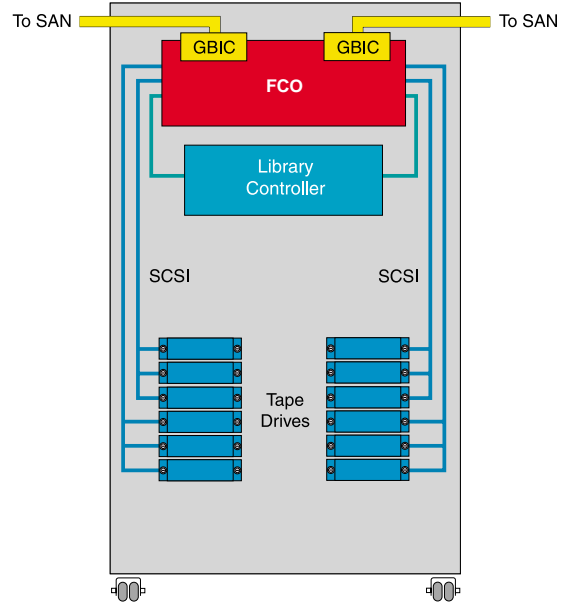 To SAN
To SAN
GBIC
GBIC
FCO
Library
Controller
SCSI
SCSI
Tape
Drives